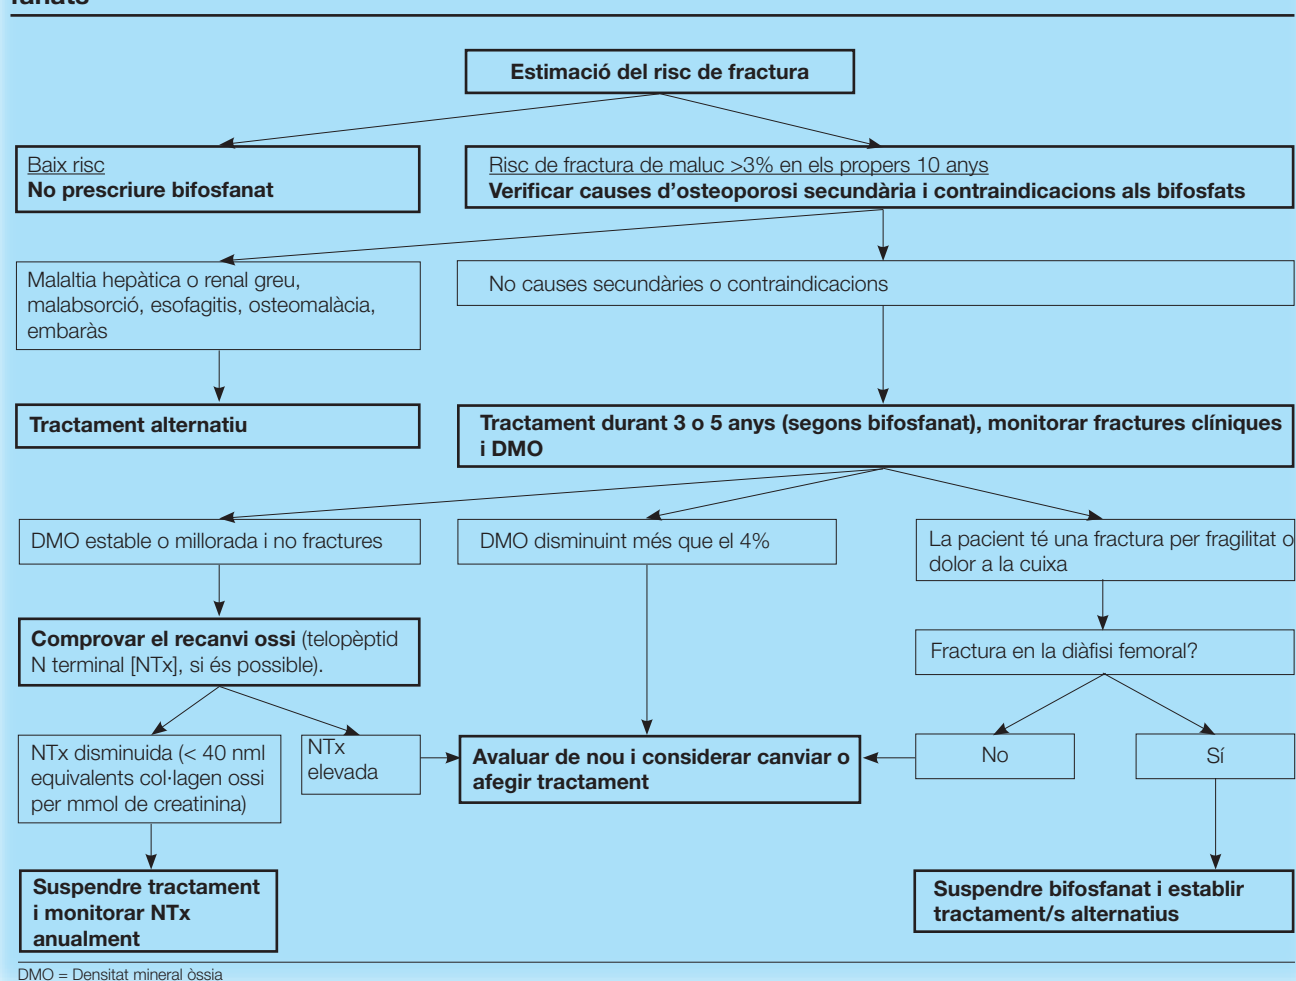 Estimació del risc de fractura
Baix risc
No prescriure bifosfanat
Risc de fractura de maluc >3% en els propers 10 anys
Verificar causes d'osteoporosi secundària i contraindicacions als bifosfats
Malaltia hepàtica o renal greu,
malabsorció, esofagitis, osteomalàcia,
embaràs
No causes secundàries o contraindicacions
Tractament alternatiu
Tractament durant 3 o 5 anys (segons bifosfanat), monitorar fractures clíniques
i DMO
DMO estable o millorada i no fractures
DMO disminuint més que el 4%
La pacient té una fractura per fragilitat o
dolor a la cuixa
Comprovar el recanvi ossi (telopèptid
N terminal [NTx], si és possible).
Fractura en la diàfisi femoral?
NTx disminuida (< 40 nml
equivalents col·lagen ossi
per mmol de creatinina)
NTx
elevada
Avaluar de nou i considerar canviar o
afegir tractament
No
Sí
Suspendre tractament
i monitorar NTx
anualment
Suspendre bifosfanat i establir
tractament/s alternatius
DMO = Densitat mineral òssia